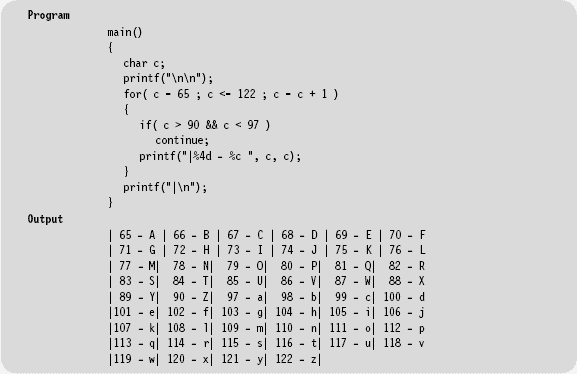 Program
main()
{
char c;
printf("\n\n");
for( c - 65 ; c <- 122 ; c - c + 1 )
{
if( c > 90 && c < 97 )
continue;
printf("|%4d - %c ", c, c);
}
printf("|\n");
}
Output
| 65 - A | 66 - B | 67 - C | 68 - D | 69 - E | 70 - F
| 71 - G | 72 - H | 73 - I | 74 - J | 75 - K | 76 - L
| 77 - M| 78 - N| 79 - O| 80 - P| 81 - Q| 82 - R
| 83 - S| 84 - T| 85 - U| 86 - V| 87 - W| 88 - X
| 89 - Y| 90 - Z| 97 - a| 98 - b| 99 - c| 100 - d
|101 - e| 102 - f| 103 - g| 104 - h| 105 - i| 106 - j
|107 - k| 108 - l| 109 - m| 110 - n| 111 - o| 112 - p
|113 - q| 114 - r| 115 - s| 116 - t| 117 - u| 118 - v
|119 - w| 120 - x| 121 - y| 122 - z|